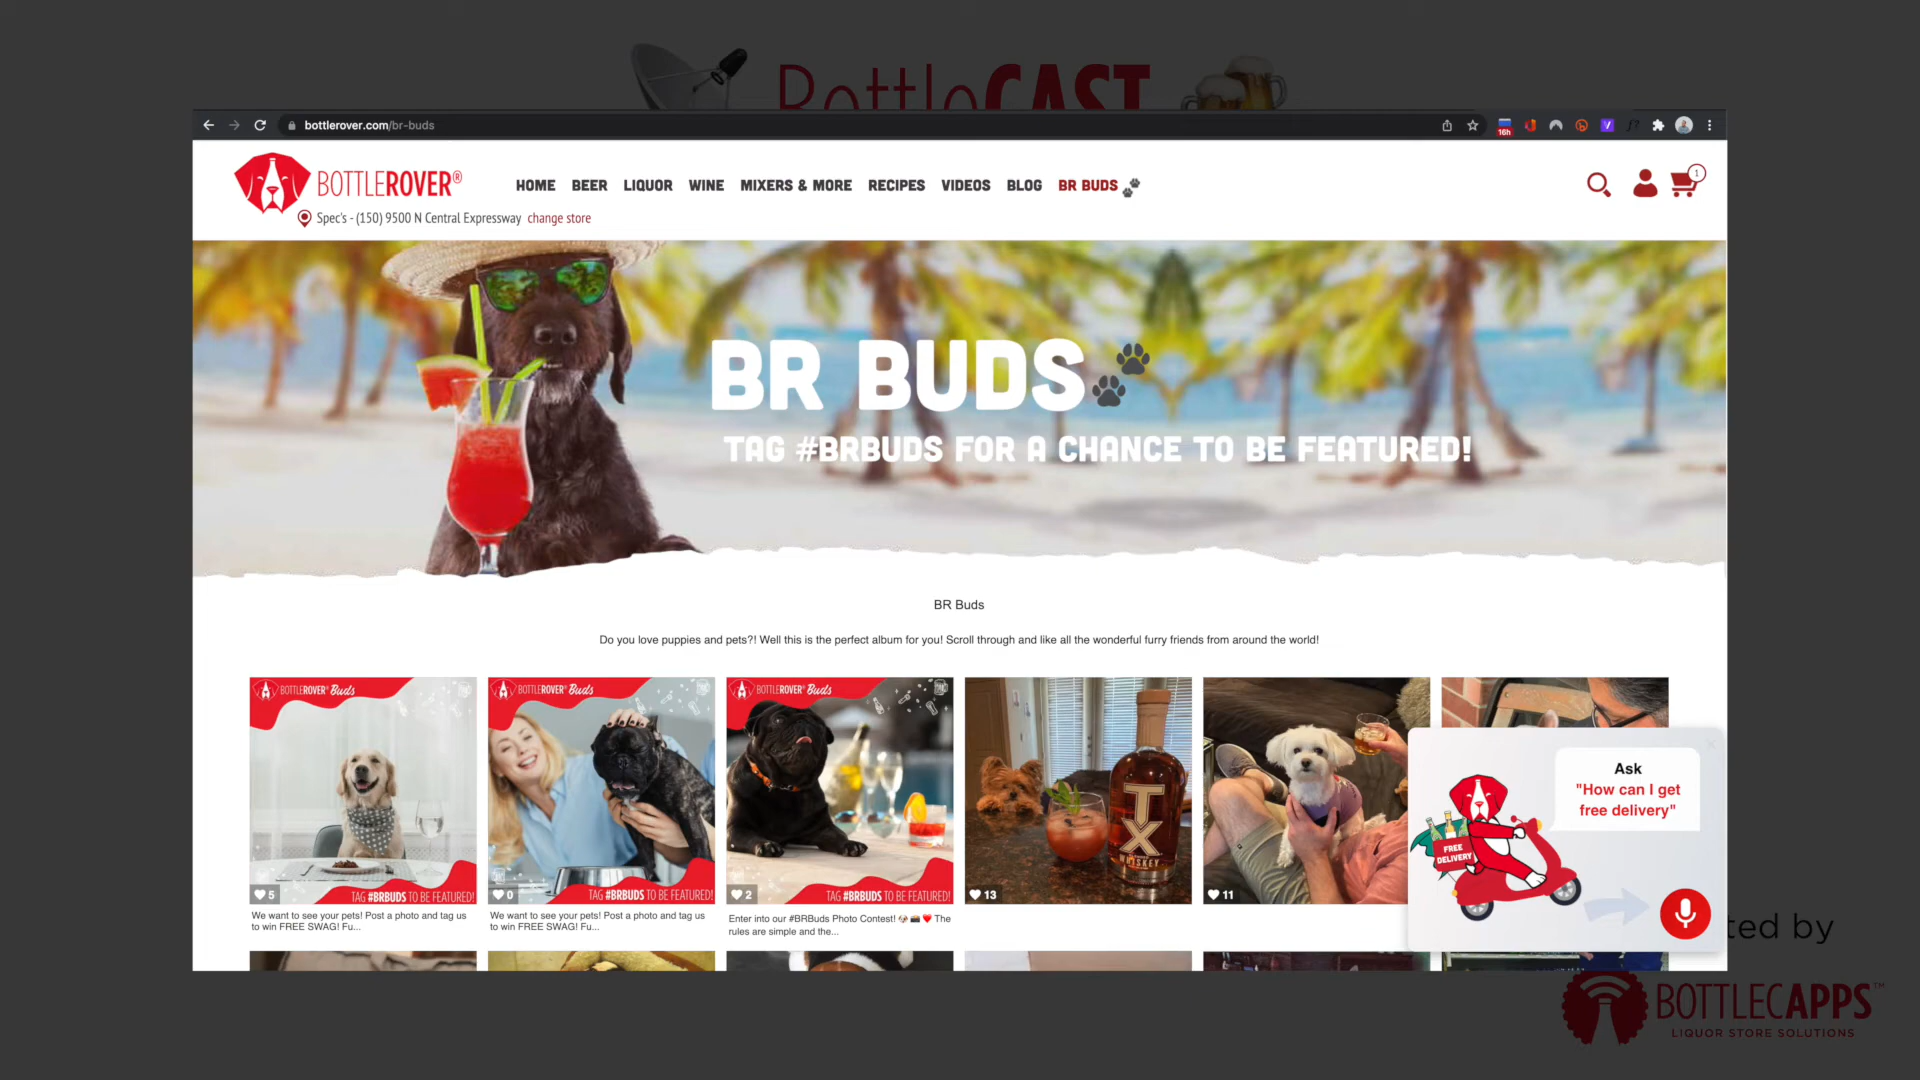 BottleCAST
bottlerover.com/br-buds
16h
BOTTLEROVER®
HOME BEER LIQUOR WINE MIXERS & MORE RECIPES VIDEOS BLOG BR BUDS
1
Spec's - (150) 9500 N Central Expressway change store
BR BUDS
TAG #BRBUDS FOR A CHANCE TO BE FEATURED!
BR Buds
Do you love puppies and pets?! Well this is the perfect album for you! Scroll through and like all the wonderful furry friends from around the world!
BOTTLEROVER® Buds
TAG #BRBUDS TO BE FEATURED!
5
We want to see your pets! Post a photo and tag us
to win FREE SWAG! Fu...
BOTTLEROVER® Buds
TAG #BRBUDS TO BE FEATURED!
0
We want to see your pets! Post a photo and tag us
to win FREE SWAG! Fu...
BOTTLEROVER® Buds
TAG #BRBUDS TO BE FEATURED!
2
Enter into our #BRBuds Photo Contest! 🐶 📸 ❤️ The
rules are simple and the...
TX
WHISKEY
13
11
Ask
"How can I get
free delivery"
FREE
DELIVERY
ted by
BOTTLECAPPS™
LIQUOR STORE SOLUTIONS